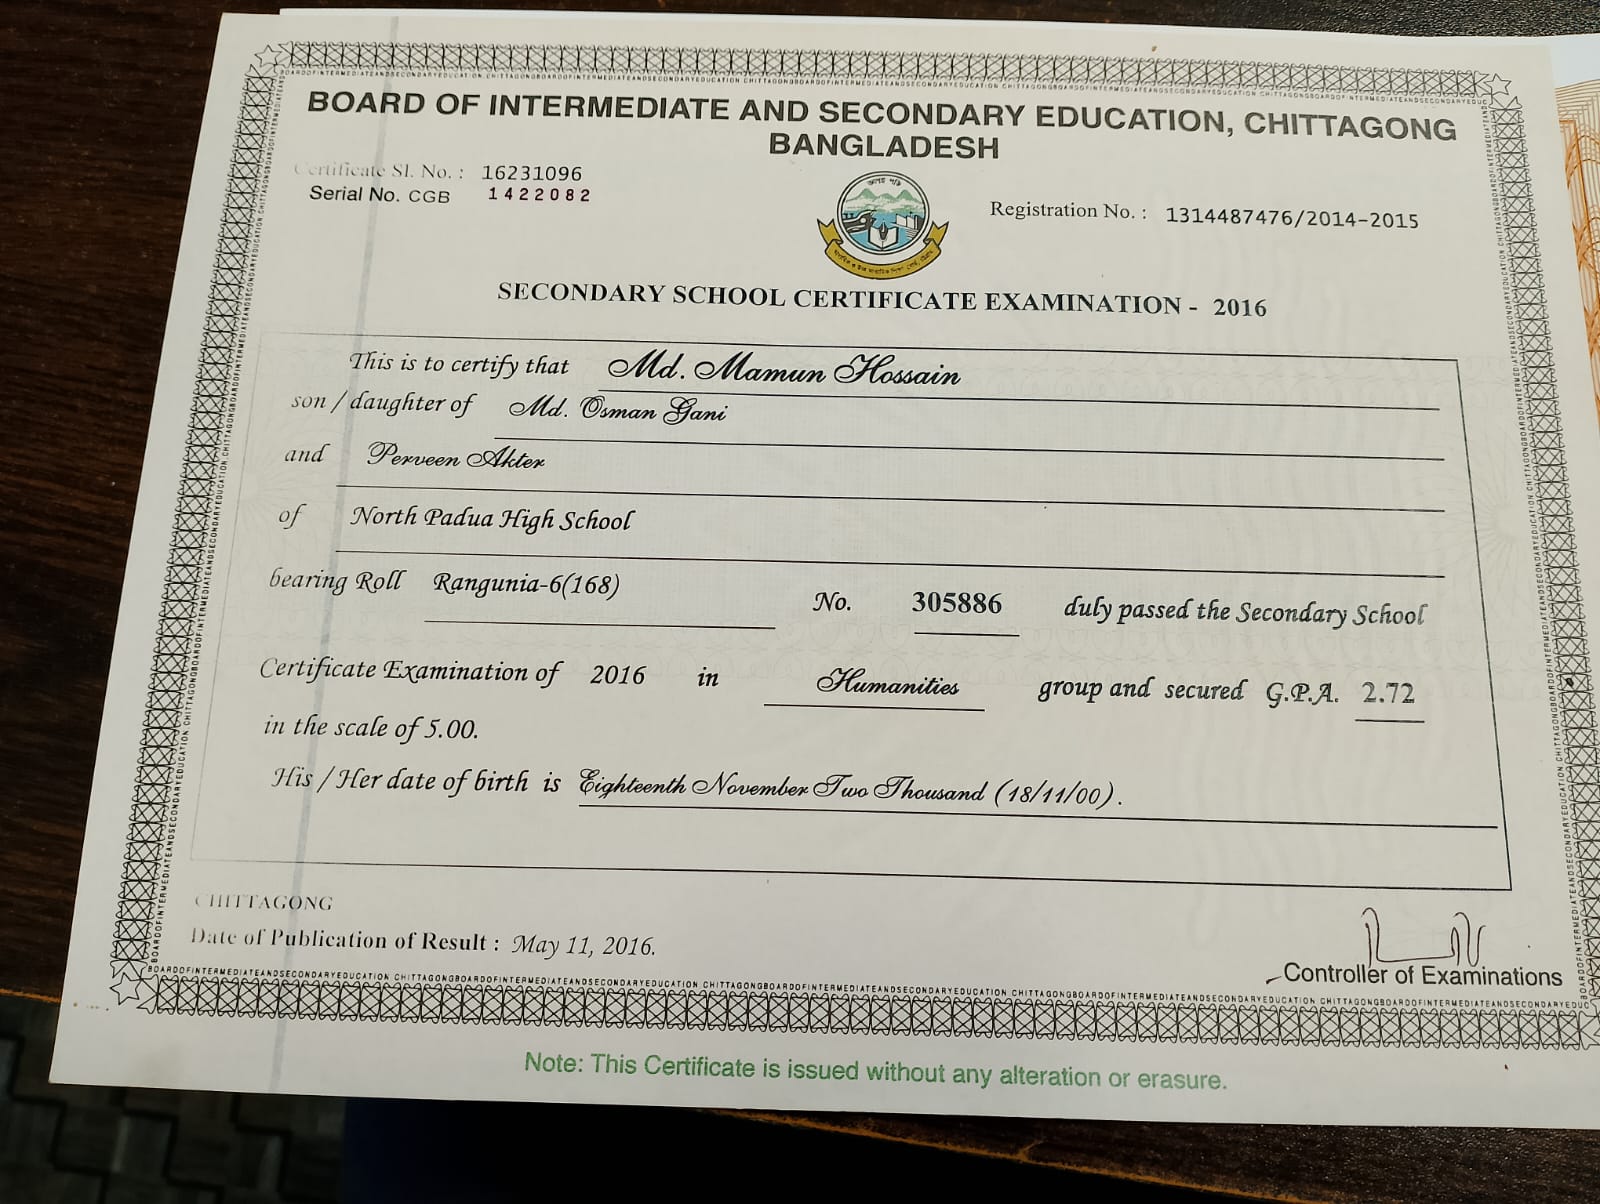 BOARD OF INTERMEDIATE AND SECONDARY EDUCATION, CHITTAGONG
BANGLADESH
Certificate Sl. No. : 16231096
Serial No. CGB 1422082
Registration No. : 1314487476/2014-2015
SECONDARY SCHOOL CERTIFICATE EXAMINATION - 2016
This is to certify that Md. Mamun Hossain
son / daughter of Md. Osman Gani
and Perveen Akter
of North Padua High School
bearing Roll Rangunia-6(168) No. 305886 duly passed the Secondary School
Certificate Examination of 2016 in Humanities group and secured G.P.A. 2.72
in the scale of 5.00.
His / Her date of birth is Eighteenth November Two Thousand (18/11/00).
CHITTAGONG
Date of Publication of Result : May 11, 2016.
Controller of Examinations
Note: This Certificate is issued without any alteration or erasure.